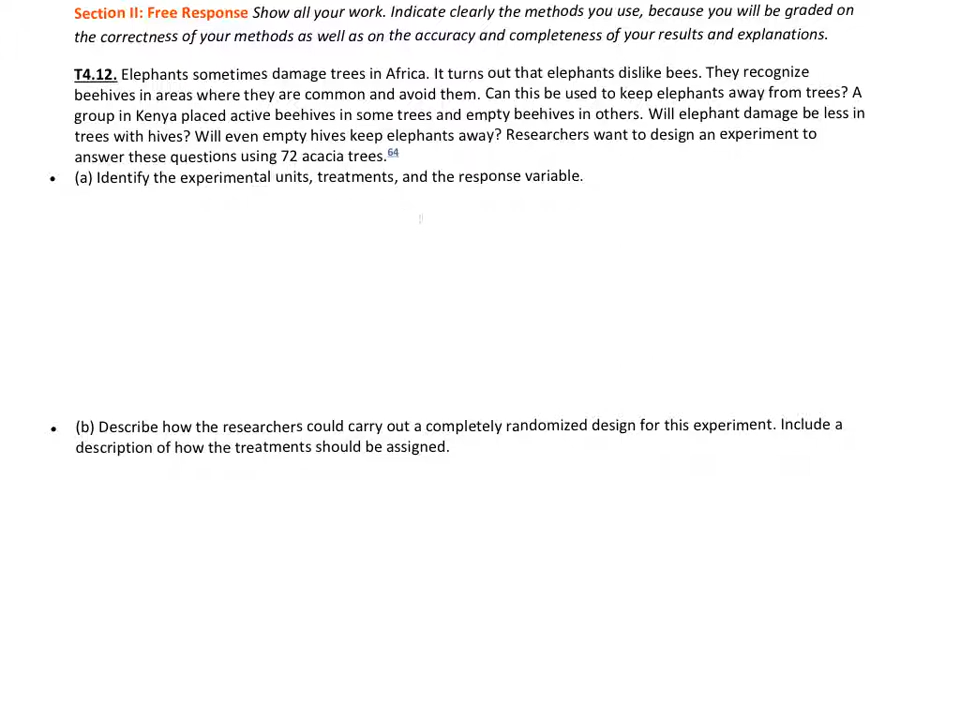 Section II: Free Response Show all your work. Indicate clearly the methods you use, because you will be graded on
the correctness of your methods as well as on the accuracy and completeness of your results and explanations.
T4.12. Elephants sometimes damage trees in Africa. It turns out that elephants dislike bees. They recognize
beehives in areas where they are common and avoid them. Can this be used to keep elephants away from trees? A
group in Kenya placed active beehives in some trees and empty beehives in others. Will elephant damage be less in
trees with hives? Will even empty hives keep elephants away? Researchers want to design an experiment to
answer these questions using 72 acacia trees.64
• (a) Identify the experimental units, treatments, and the response variable.
• (b) Describe how the researchers could carry out a completely randomized design for this experiment. Include a
description of how the treatments should be assigned.